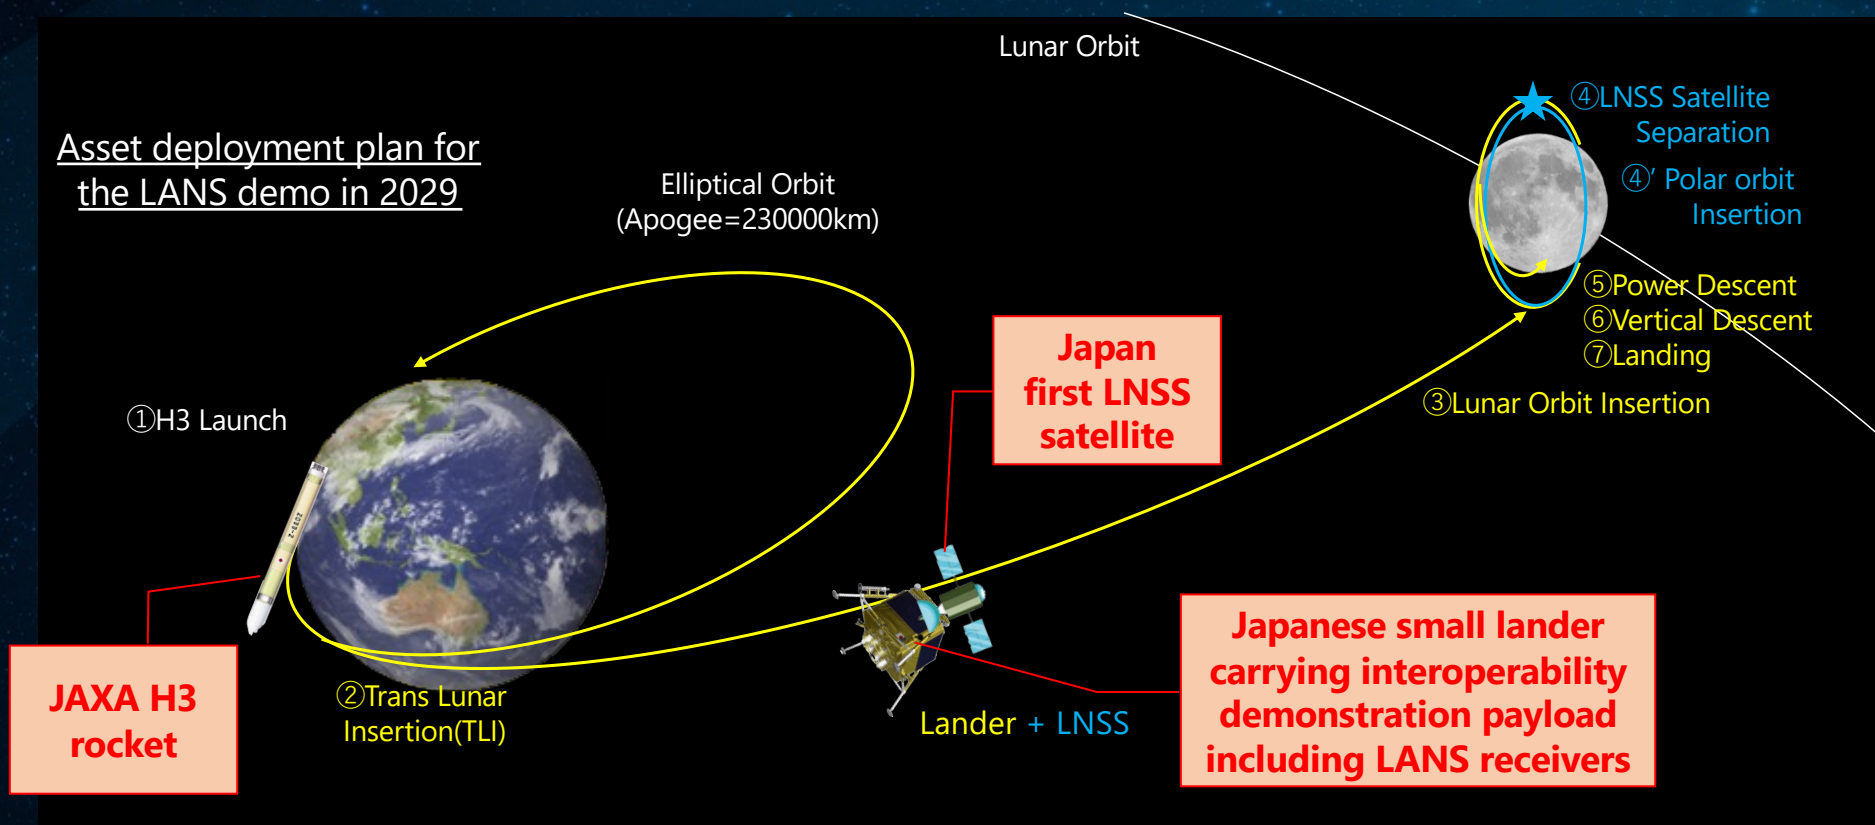 Lunar Orbit
Asset deployment plan for
the LANS demo in 2029
Elliptical Orbit
(Apogee=230000km)
④LNSS Satellite
Separation
④’ Polar orbit
Insertion
⑤Power Descent
⑥Vertical Descent
⑦Landing
③Lunar Orbit Insertion
Japan
first LNSS
satellite
①H3 Launch
JAXA H3
rocket
②Trans Lunar
Insertion(TLI)
Lander + LNSS
Japanese small lander
carrying interoperability
demonstration payload
including LANS receivers